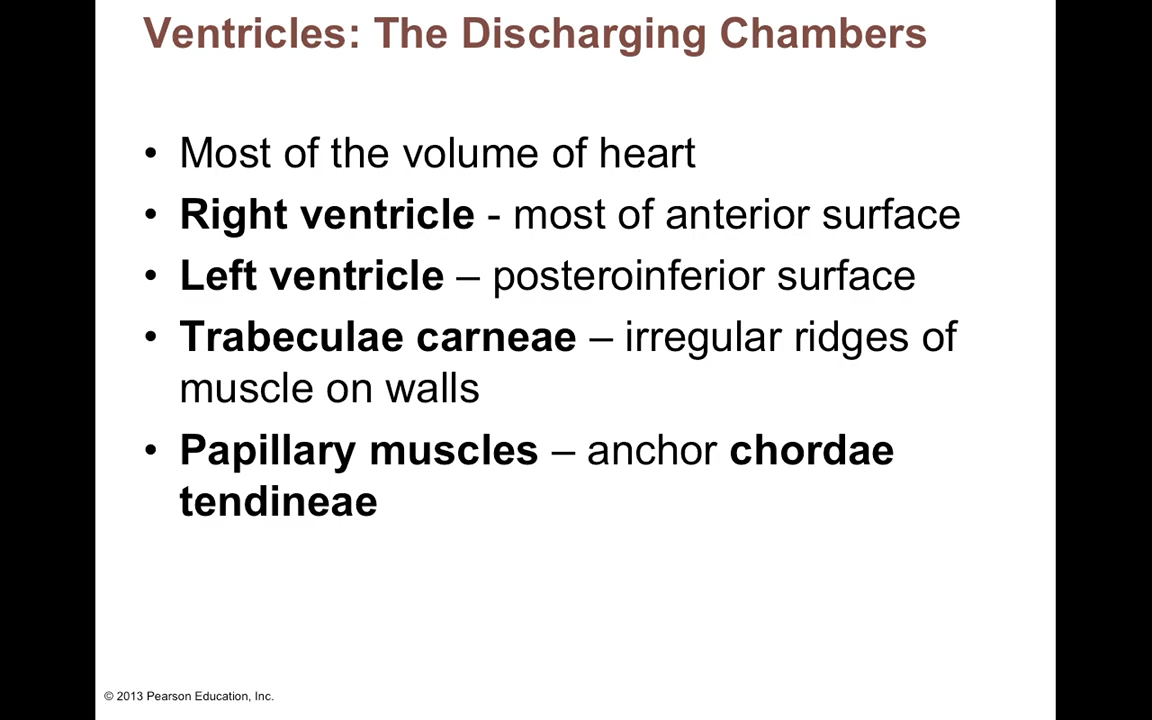 Ventricles: The Discharging Chambers
• Most of the volume of heart
• Right ventricle - most of anterior surface
• Left ventricle – posteroinferior surface
• Trabeculae carneae – irregular ridges of
muscle on walls
• Papillary muscles – anchor chordae
tendineae
© 2013 Pearson Education, Inc.